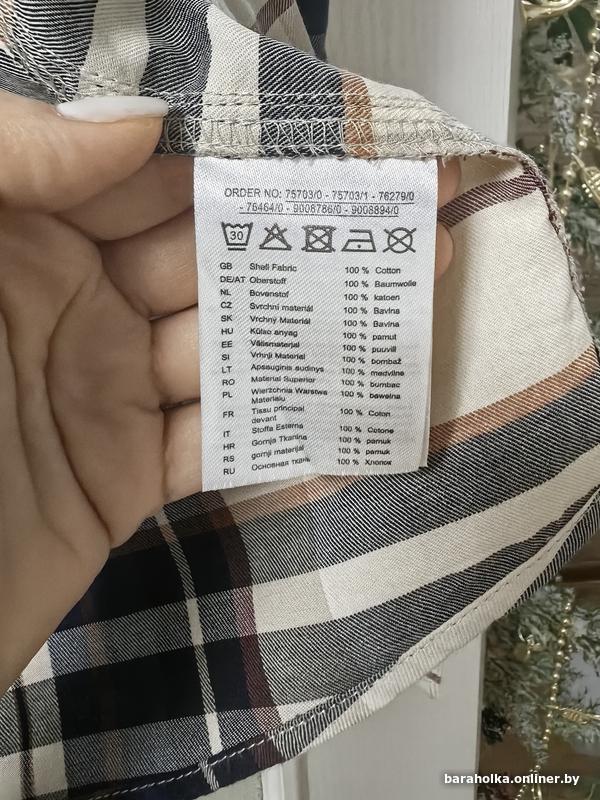 ORDER NO: 75703/0 - 75703/1 - 76279/0
- 76464/0 - 9006786/0 - 9008894/0
30
GB Shell Fabric 100 % Cotton
DE/AT Oberstoff 100 % Baumwolle
NL Bovenstof 100 % katoen
CZ Svrchní materiál 100 % Bavlna
SK Vrchný Materiál 100 % Bavlna
HU Külső anyag 100 % pamut
EE Välismaterjal 100 % puuvill
SI Vrhnji Material 100 % bombaž
LT Apsauginis audinys 100 % medvilnė
RO Material Superior 100 % bumbac
PL Wierzchnia Warstwa 100 % bawełna
Materiału
FR Tissu principal 100 % Coton
devant
IT Stoffa Esterna 100 % Cotone
HR Gornja Tkanina 100 % pamuk
RS gornji materijal 100 % pamuk
RU Основная ткань 100 % Хлопок
baraholka.onliner.by